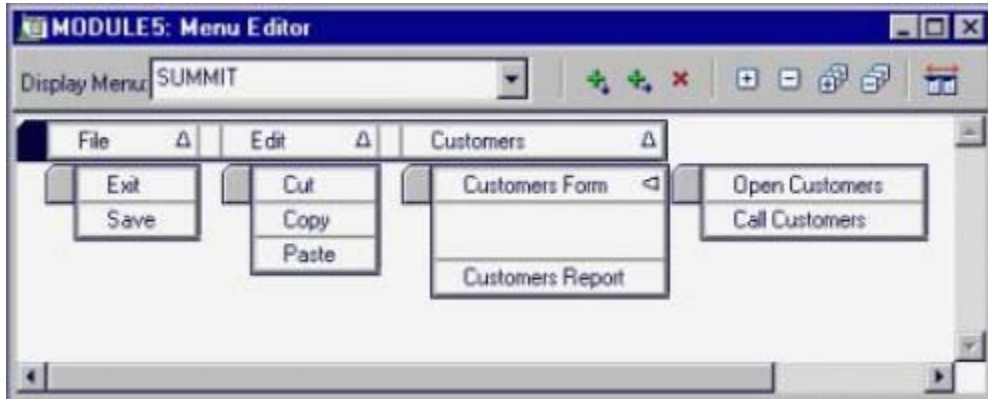 MODULE5: Menu Editor
Display Menu: SUMMIT
File Edit Customers
Exit Cut Customers Form Open Customers
Save Copy Call Customers
Paste
Customers Report